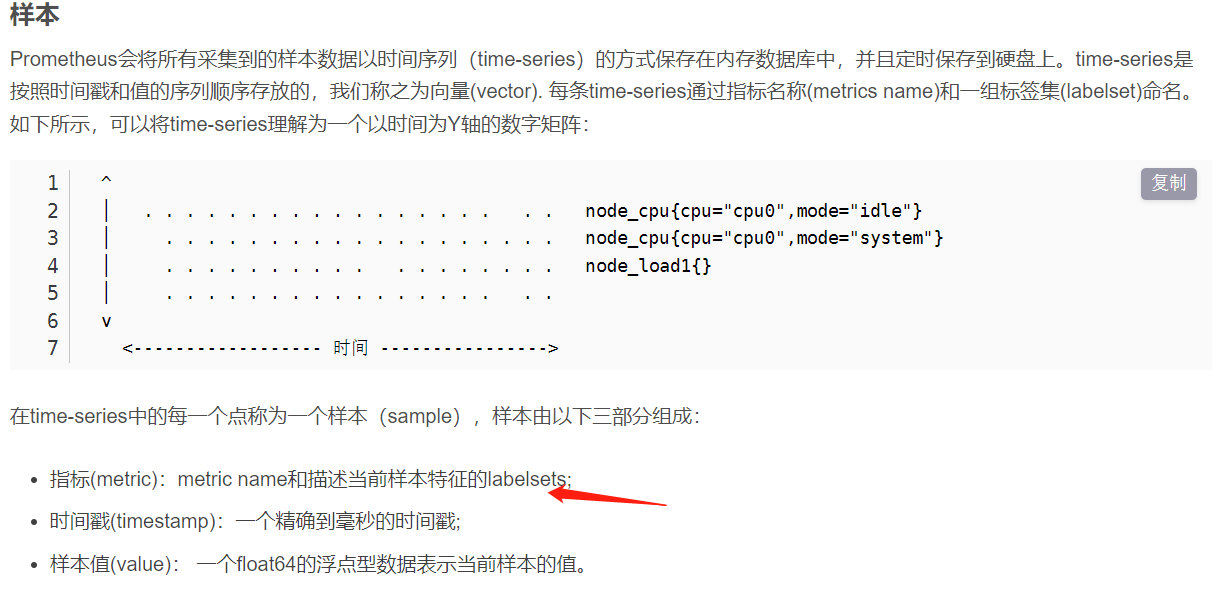 样本
Prometheus会将所有采集到的样本数据以时间序列（time-series）的方式保存在内存数据库中，并且定时保存到硬盘上。time-series是
按照时间戳和值的序列顺序存放的，我们称之为向量(vector). 每条time-series通过指标名称(metrics name)和一组标签集(labelset)命名。
如下所示，可以将time-series理解为一个以时间为Y轴的数字矩阵：
复制
1 ^
2 │ . . . . . . . . . . . . . . . . . . . node_cpu{cpu="cpu0",mode="idle"}
3 │ . . . . . . . . . . . . . . . . . . . node_cpu{cpu="cpu0",mode="system"}
4 │ . . . . . . . . . . . . . . . . . . node_load1{}
5 │ . . . . . . . . . . . . . . . . . .
6 v
7 <------------------ 时间 ---------------->
在time-series中的每一个点称为一个样本（sample），样本由以下三部分组成：
• 指标(metric)：metric name和描述当前样本特征的labelsets;
• 时间戳(timestamp)：一个精确到毫秒的时间戳;
• 样本值(value)： 一个float64的浮点型数据表示当前样本的值。